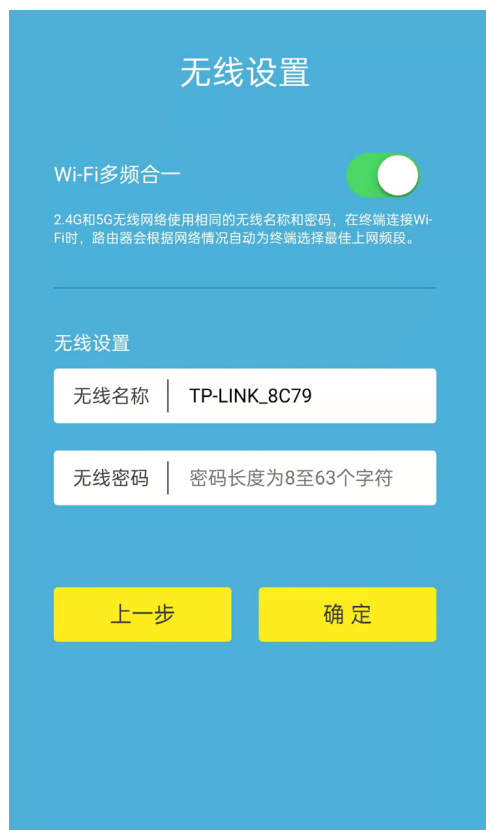 无线设置
Wi-Fi多频合一
2.4G和5G无线网络使用相同的无线名称和密码，在终端连接Wi-
Fi时，路由器会根据网络情况自动为终端选择最佳上网频段。
无线设置
无线名称 TP-LINK_8C79
无线密码 密码长度为8至63个字符
上一步 确 定